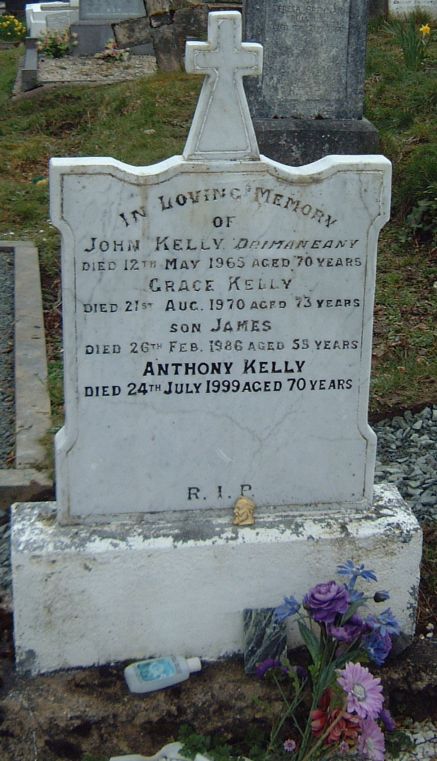 IN LOVING MEMORY
OF
JOHN KELLY DRIMANEANY
DIED 12TH MAY 1965 AGED 70 YEARS
GRACE KELLY
DIED 21ST AUG. 1970 AGED 73 YEARS
SON JAMES
DIED 26TH FEB. 1986 AGED 55 YEARS
ANTHONY KELLY
DIED 24TH JULY 1999 AGED 70 YEARS
R.I.P.